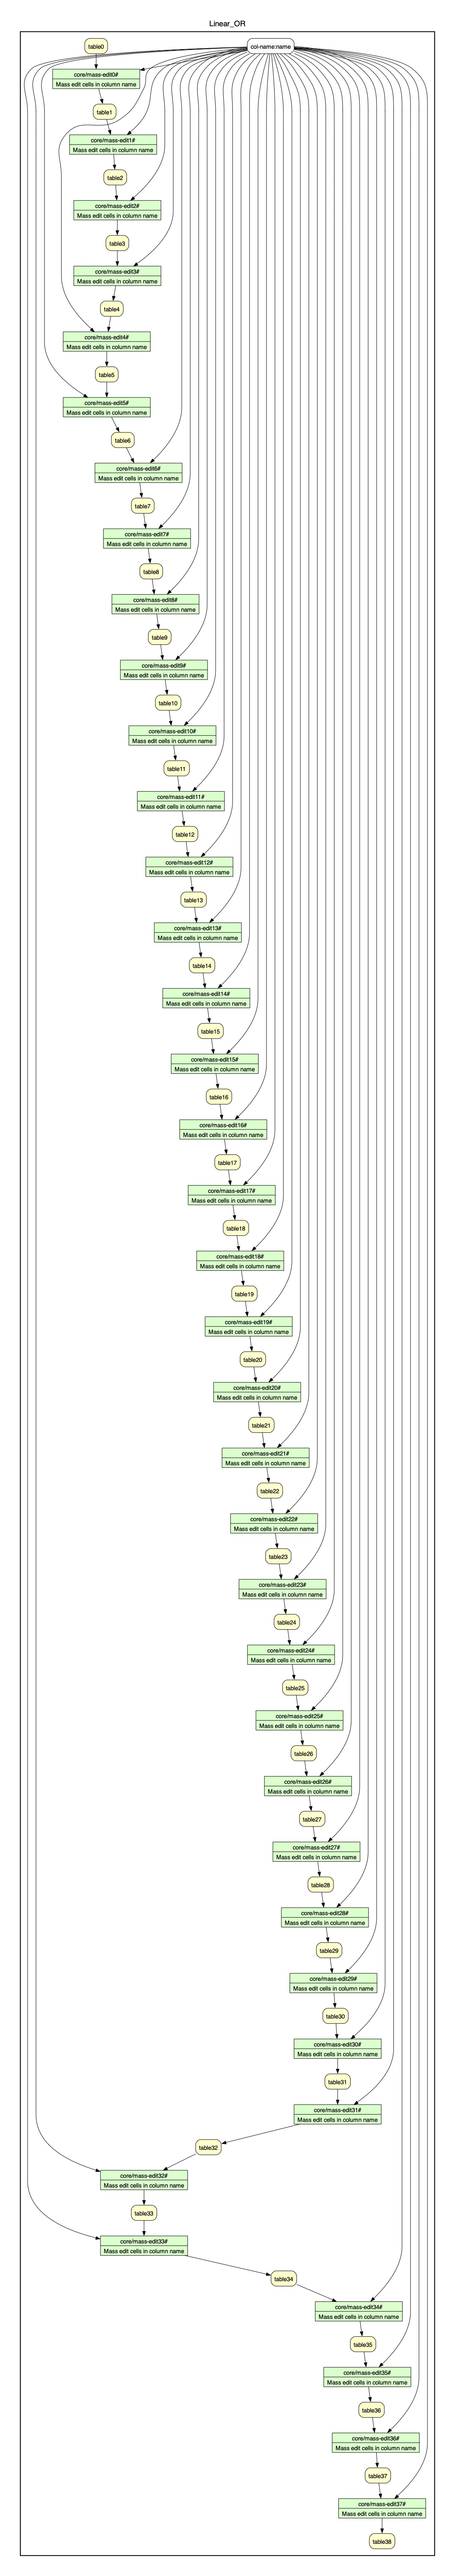 Linear_OR
table0
col-name:name
core/mass-edit0#
Mass edit cells in column name
table1
core/mass-edit1#
Mass edit cells in column name
table2
core/mass-edit2#
Mass edit cells in column name
table3
core/mass-edit3#
Mass edit cells in column name
table4
core/mass-edit4#
Mass edit cells in column name
table5
core/mass-edit5#
Mass edit cells in column name
table6
core/mass-edit6#
Mass edit cells in column name
table7
core/mass-edit7#
Mass edit cells in column name
table8
core/mass-edit8#
Mass edit cells in column name
table9
core/mass-edit9#
Mass edit cells in column name
table10
core/mass-edit10#
Mass edit cells in column name
table11
core/mass-edit11#
Mass edit cells in column name
table12
core/mass-edit12#
Mass edit cells in column name
table13
core/mass-edit13#
Mass edit cells in column name
table14
core/mass-edit14#
Mass edit cells in column name
table15
core/mass-edit15#
Mass edit cells in column name
table16
core/mass-edit16#
Mass edit cells in column name
table17
core/mass-edit17#
Mass edit cells in column name
table18
core/mass-edit18#
Mass edit cells in column name
table19
core/mass-edit19#
Mass edit cells in column name
table20
core/mass-edit20#
Mass edit cells in column name
table21
core/mass-edit21#
Mass edit cells in column name
table22
core/mass-edit22#
Mass edit cells in column name
table23
core/mass-edit23#
Mass edit cells in column name
table24
core/mass-edit24#
Mass edit cells in column name
table25
core/mass-edit25#
Mass edit cells in column name
table26
core/mass-edit26#
Mass edit cells in column name
table27
core/mass-edit27#
Mass edit cells in column name
table28
core/mass-edit28#
Mass edit cells in column name
table29
core/mass-edit29#
Mass edit cells in column name
table30
core/mass-edit30#
Mass edit cells in column name
table31
core/mass-edit31#
Mass edit cells in column name
table32
core/mass-edit32#
Mass edit cells in column name
table33
core/mass-edit33#
Mass edit cells in column name
table34
core/mass-edit34#
Mass edit cells in column name
table35
core/mass-edit35#
Mass edit cells in column name
table36
core/mass-edit36#
Mass edit cells in column name
table37
core/mass-edit37#
Mass edit cells in column name
table38